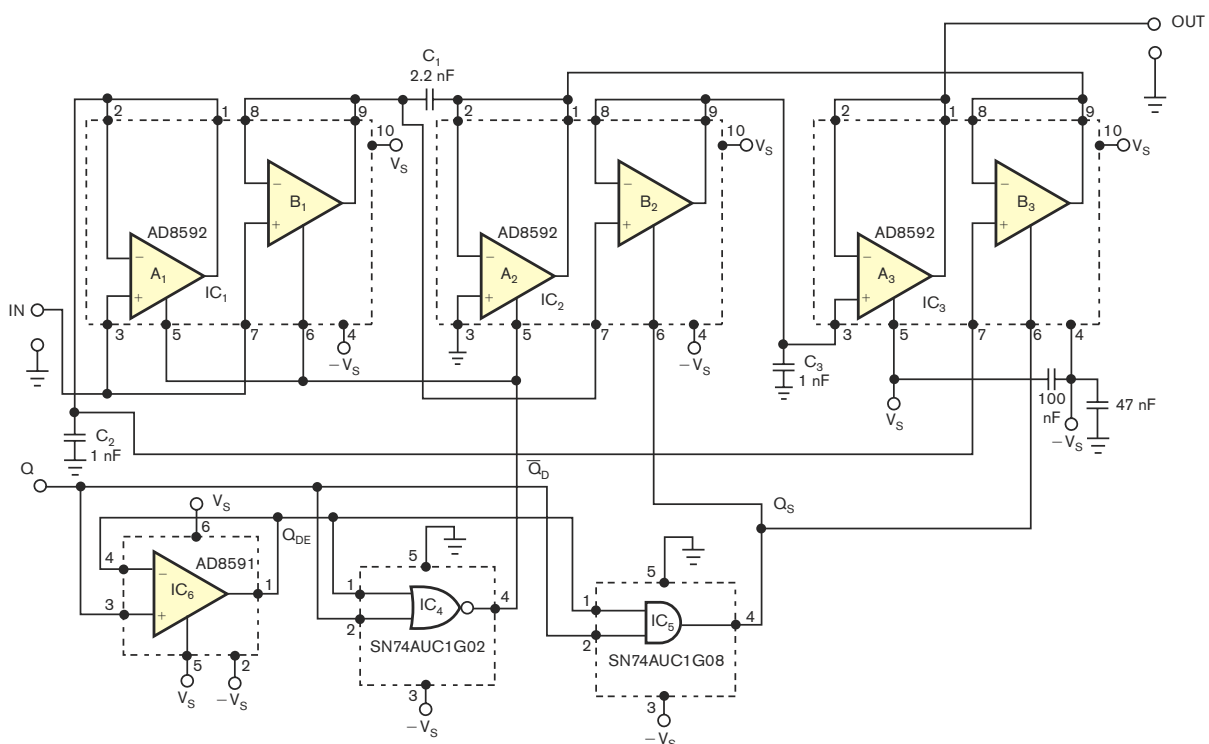 OUT
C1
2.2 nF
2 1 8 9
2 1 8 9
2 1 8 9
10
VS
10
VS
10
VS
−
+
B1
−
+
B2
−
+
B3
AD8592
AD8592
AD8592
−
+
A1
IC1
−
+
A2
IC2
−
+
A3
IC3
IN
3 5 7 6 4
−VS
3 5 7 6 4
−VS
3 5 7 6 4
C3
1 nF
VS
100
nF
−VS
47 nF
C2
1 nF
Q
Q̅D
QS
VS
6
QDE
AD8591
4
3
−
+
IC6
1
5
VS
2
−VS
5
1
2
IC4
4
SN74AUC1G02
3
−VS
5
1
2
IC5
4
SN74AUC1G08
3
−VS